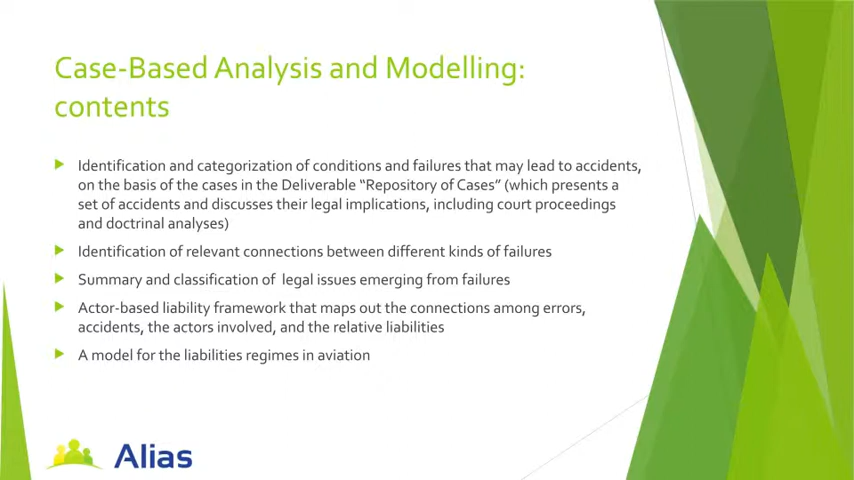 Case-Based Analysis and Modelling:
contents
Identification and categorization of conditions and failures that may lead to accidents,
on the basis of the cases in the Deliverable “Repository of Cases” (which presents a
set of accidents and discusses their legal implications, including court proceedings
and doctrinal analyses)
Identification of relevant connections between different kinds of failures
Summary and classification of  legal issues emerging from failures
Actor-based liability framework that maps out the connections among errors,
accidents, the actors involved, and the relative liabilities
A model for the liabilities regimes in aviation
Alias